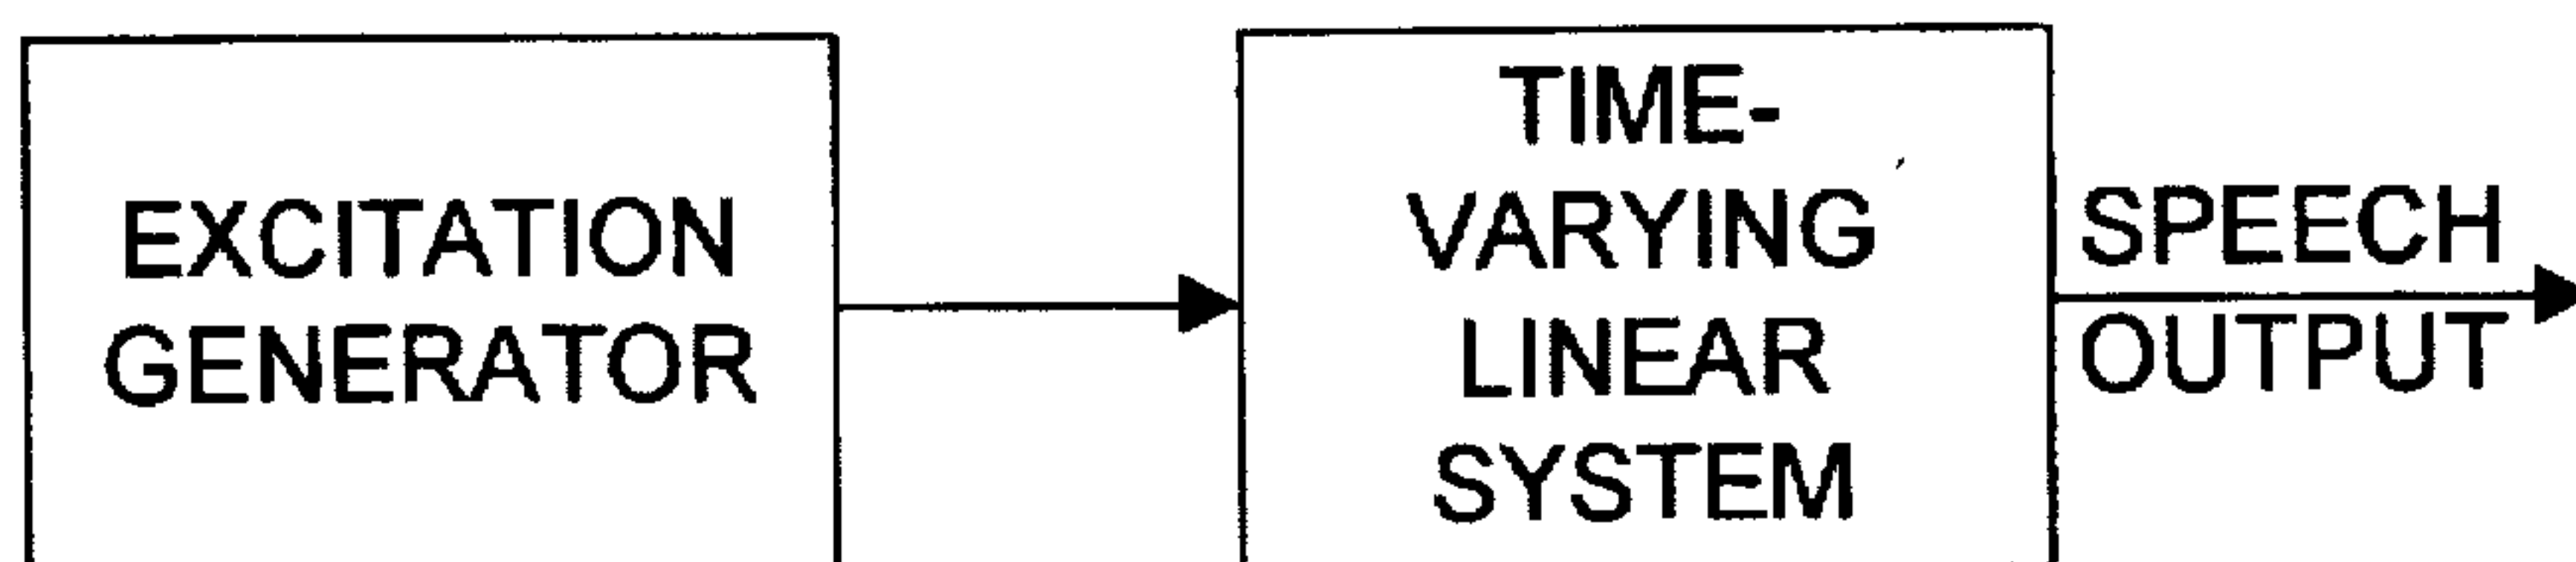 EXCITATION
GENERATOR
TIME-
VARYING
LINEAR
SYSTEM
SPEECH
OUTPUT